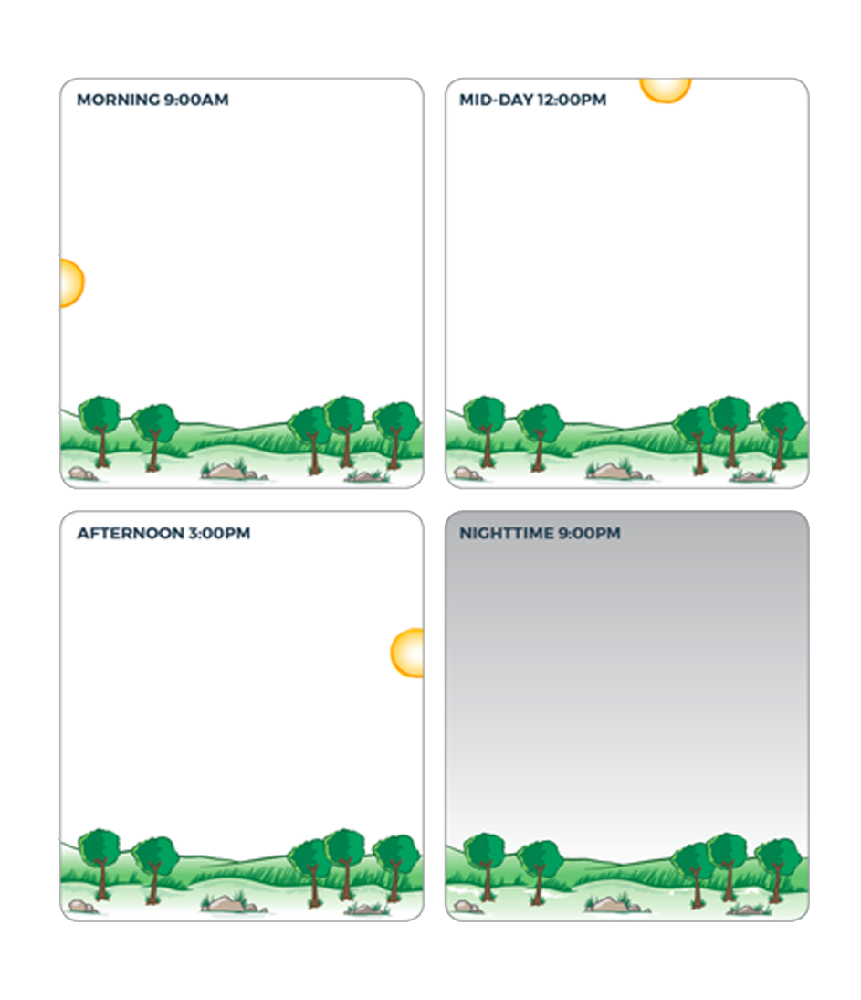 MORNING 9:00AM
MID-DAY 12:00PM
AFTERNOON 3:00PM
NIGHTTIME 9:00PM